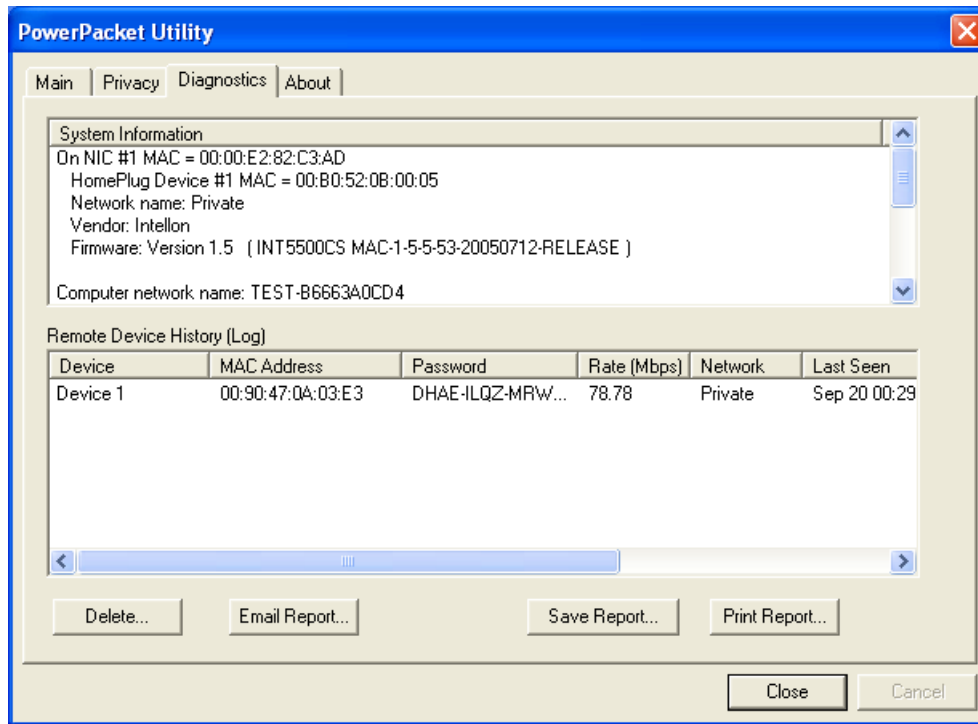 PowerPacket Utility
Main Privacy Diagnostics About
System Information
On NIC #1 MAC = 00:00:E2:82:C3:AD
HomePlug Device #1 MAC = 00:B0:52:0B:00:05
Network name: Private
Vendor: Intellon
Firmware: Version 1.5 ( INT5500CS MAC-1-5-5-53-20050712-RELEASE )
Computer network name: TEST-B6663A0CD4
Remote Device History (Log)
Device MAC Address Password Rate (Mbps) Network Last Seen
Device 1 00:90:47:0A:03:E3 DHAE-ILQZ-MRW... 78.78 Private Sep 20 00:29
Delete... Email Report... Save Report... Print Report...
Close Cancel